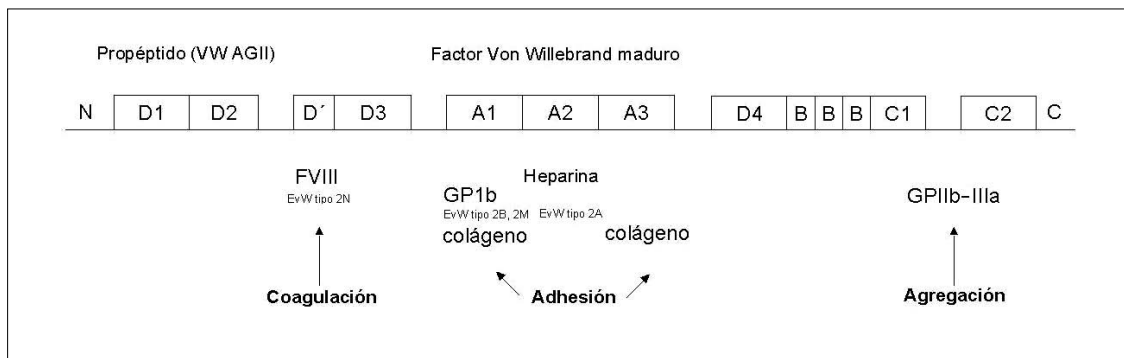 Propéptido (VW AGII) Factor Von Willebrand maduro
N D1 D2 D´ D3 A1 A2 A3 D4 B B B C1 C2 C
FVIII Heparina
EvW tipo 2N GP1b GPIIb-IIIa
EvW tipo 2B, 2M EvW tipo 2A
colágeno colágeno
Coagulación Adhesión Agregación